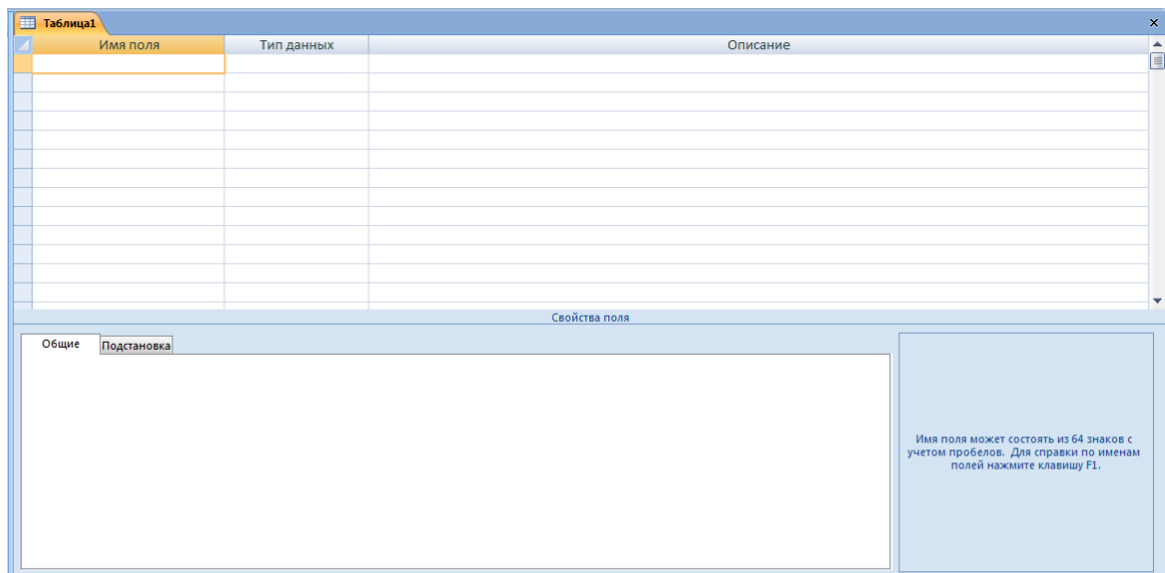 Таблица1
Имя поля Тип данных Описание
Свойства поля
Общие Подстановка
Имя поля может состоять из 64 знаков с
учетом пробелов. Для справки по именам
полей нажмите клавишу F1.